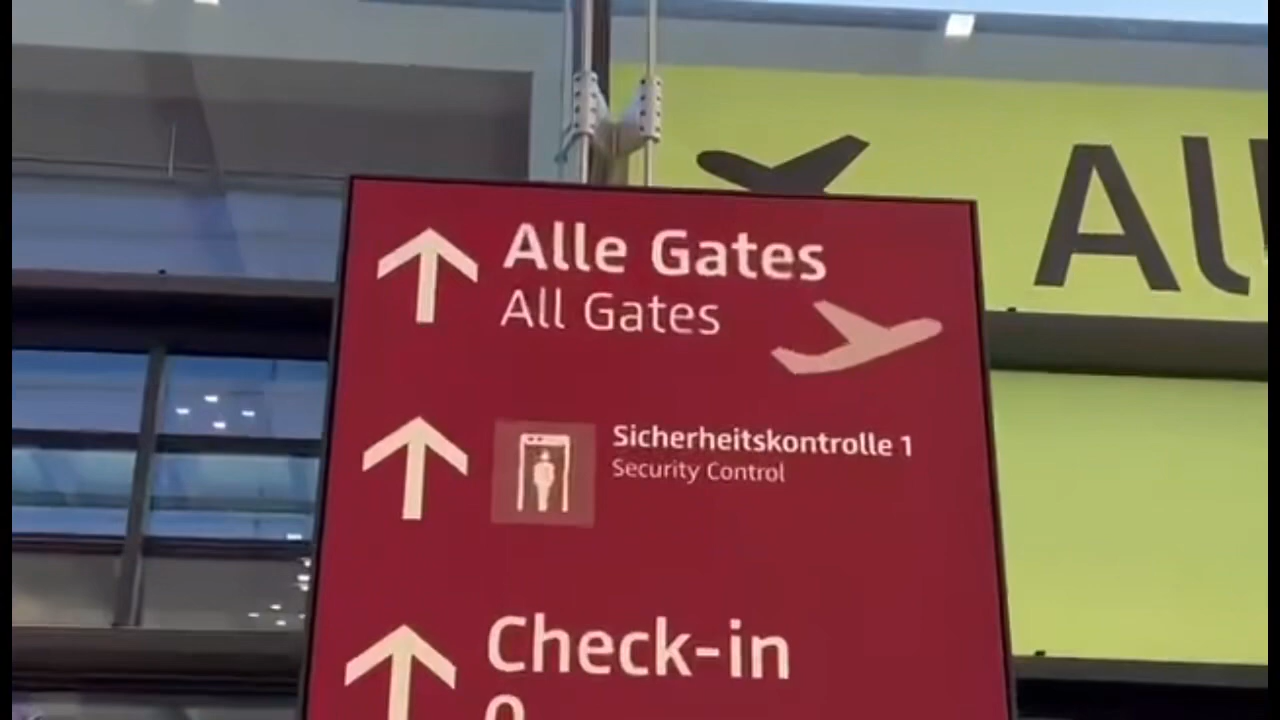 Alle Gates
All Gates
Sicherheitskontrolle 1
Security Control
Check-in